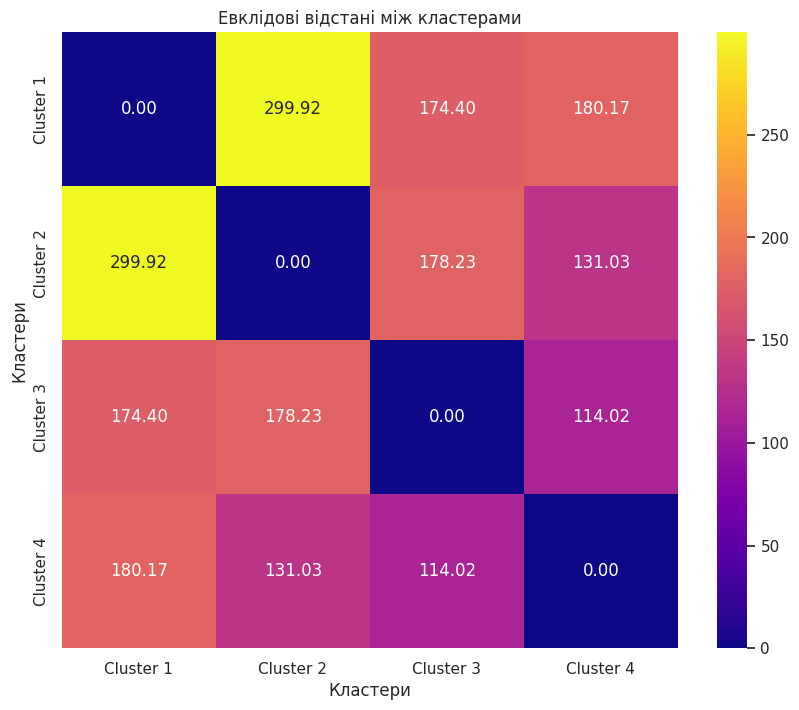 Евклідові відстані між кластерами
Кластери
Cluster 1
0.00 299.92 174.40 180.17
Cluster 2
299.92 0.00 178.23 131.03
Cluster 3
174.40 178.23 0.00 114.02
Cluster 4
180.17 131.03 114.02 0.00
Cluster 1 Cluster 2 Cluster 3 Cluster 4
Кластери
250
200
150
100
50
0